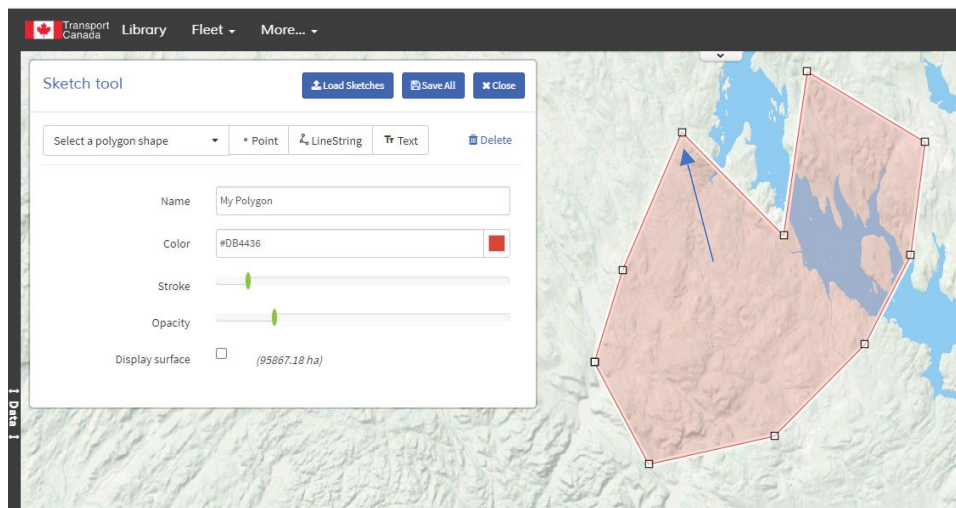 Transport
Canada
Library
Fleet
More...
Sketch tool
Load Sketches
Save All
Close
Select a polygon shape
Point
LineString
Tт Text
Delete
Name
My Polygon
Color
#DB4436
Stroke
Opacity
Display surface
(95867.18 ha)
Data